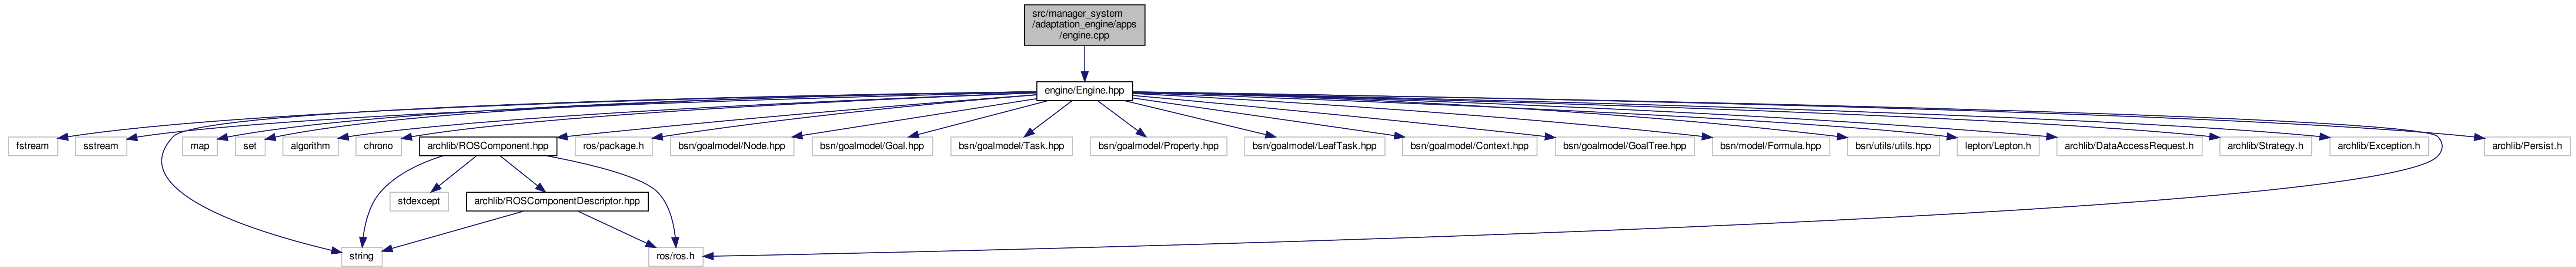 src/manager_system
/adaptation_engine/apps
/engine.cpp
engine/Engine.hpp
fstream
sstream
map
set
algorithm
chrono
archlib/ROSComponent.hpp
ros/package.h
bsn/goalmodel/Node.hpp
bsn/goalmodel/Goal.hpp
bsn/goalmodel/Task.hpp
bsn/goalmodel/Property.hpp
bsn/goalmodel/LeafTask.hpp
bsn/goalmodel/Context.hpp
bsn/goalmodel/GoalTree.hpp
bsn/model/Formula.hpp
bsn/utils/utils.hpp
lepton/Lepton.h
archlib/DataAccessRequest.h
archlib/Strategy.h
archlib/Exception.h
archlib/Persist.h
stdexcept
archlib/ROSComponentDescriptor.hpp
string
ros/ros.h